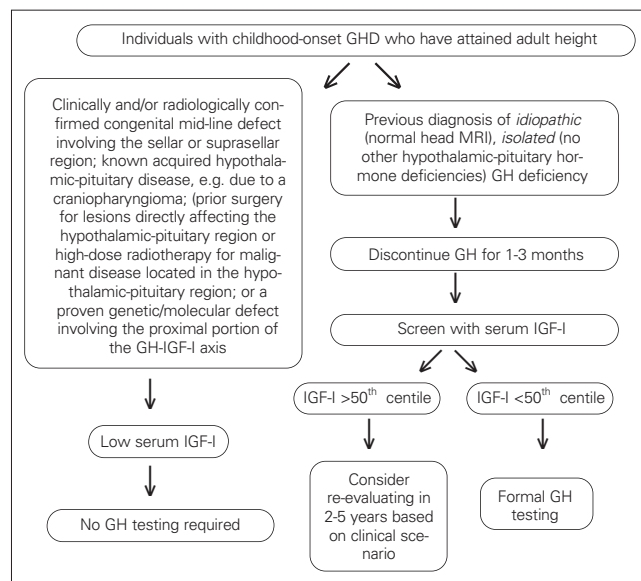 Individuals with childhood-onset GHD who have attained adult height
Clinically and/or radiologically con-
firmed congenital mid-line defect
involving the sellar or suprasellar
region; known acquired hypothala-
mic-pituitary disease, e.g. due to a
craniopharyngioma; (prior surgery
for lesions directly affecting the
hypothalamic-pituitary region or
high-dose radiotherapy for malig-
nant disease located in the hypo-
thalamic-pituitary region; or a
proven genetic/molecular defect
involving the proximal portion of
the GH-IGF-I axis
Low serum IGF-I
No GH testing required
Previous diagnosis of idiopathic
(normal head MRI), isolated (no
other hypothalamic-pituitary hor-
mone deficiencies) GH deficiency
Discontinue GH for 1-3 months
Screen with serum IGF-I
IGF-I >50th centile
Consider
re-evaluating in
2-5 years based
on clinical sce-
nario
IGF-I <50th centile
Formal GH
testing